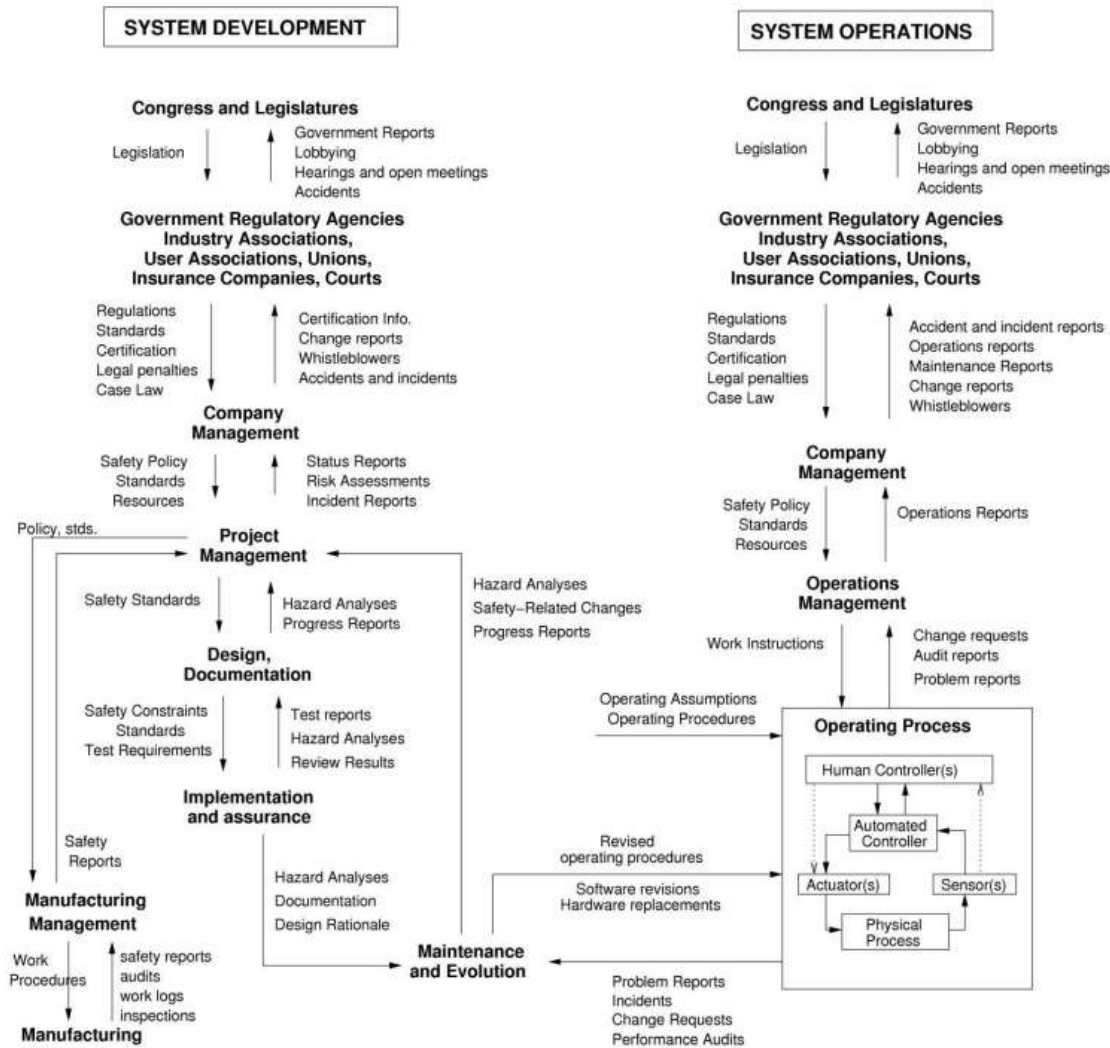 SYSTEM DEVELOPMENT
Congress and Legislatures
Legislation
Government Reports
Lobbying
Hearings and open meetings
Accidents
Government Regulatory Agencies
Industry Associations,
User Associations, Unions,
Insurance Companies, Courts
Regulations
Standards
Certification
Legal penalties
Case Law
Certification Info.
Change reports
Whistleblowers
Accidents and incidents
Company
Management
Safety Policy
Standards
Resources
Status Reports
Risk Assessments
Incident Reports
Policy, stds.
Project
Management
Safety Standards
Hazard Analyses
Progress Reports
Hazard Analyses
Safety-Related Changes
Progress Reports
Design,
Documentation
Safety Constraints
Standards
Test Requirements
Test reports
Hazard Analyses
Review Results
Implementation
and assurance
Safety
Reports
Hazard Analyses
Documentation
Design Rationale
Manufacturing
Management
Work
Procedures
safety reports
audits
work logs
inspections
Manufacturing
Maintenance
and Evolution
SYSTEM OPERATIONS
Congress and Legislatures
Legislation
Government Reports
Lobbying
Hearings and open meetings
Accidents
Government Regulatory Agencies
Industry Associations,
User Associations, Unions,
Insurance Companies, Courts
Regulations
Standards
Certification
Legal penalties
Case Law
Accident and incident reports
Operations reports
Maintenance Reports
Change reports
Whistleblowers
Company
Management
Safety Policy
Standards
Resources
Operations Reports
Operations
Management
Work Instructions
Change requests
Audit reports
Problem reports
Operating Assumptions
Operating Procedures
Operating Process
Human Controller(s)
Automated
Controller
Actuator(s)
Sensor(s)
Physical
Process
Revised
operating procedures
Software revisions
Hardware replacements
Problem Reports
Incidents
Change Requests
Performance Audits